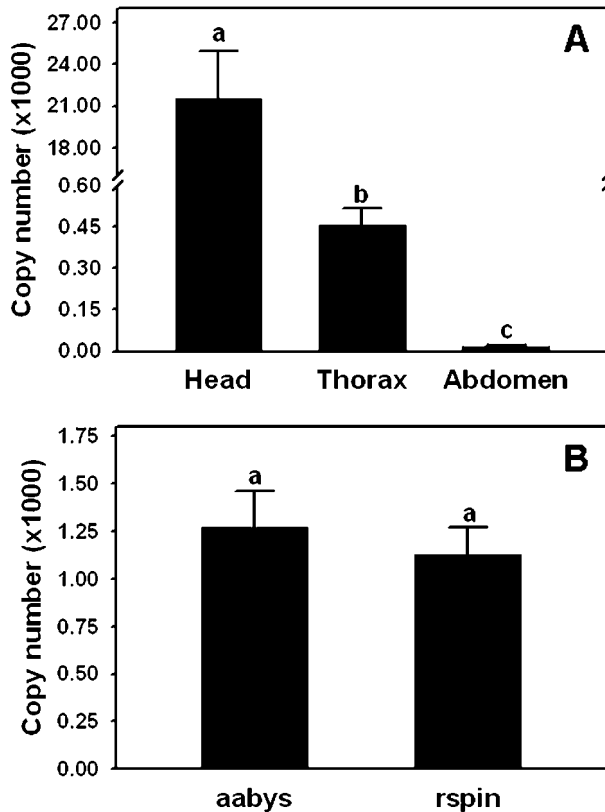 A
Copy number (x1000)
27.00
24.00
21.00
18.00
0.60
0.45
0.30
0.15
0.00
a
b
c
Head Thorax Abdomen
B
Copy number (x1000)
1.75
1.50
1.25
1.00
0.75
0.50
0.25
0.00
a a
aabys rspin